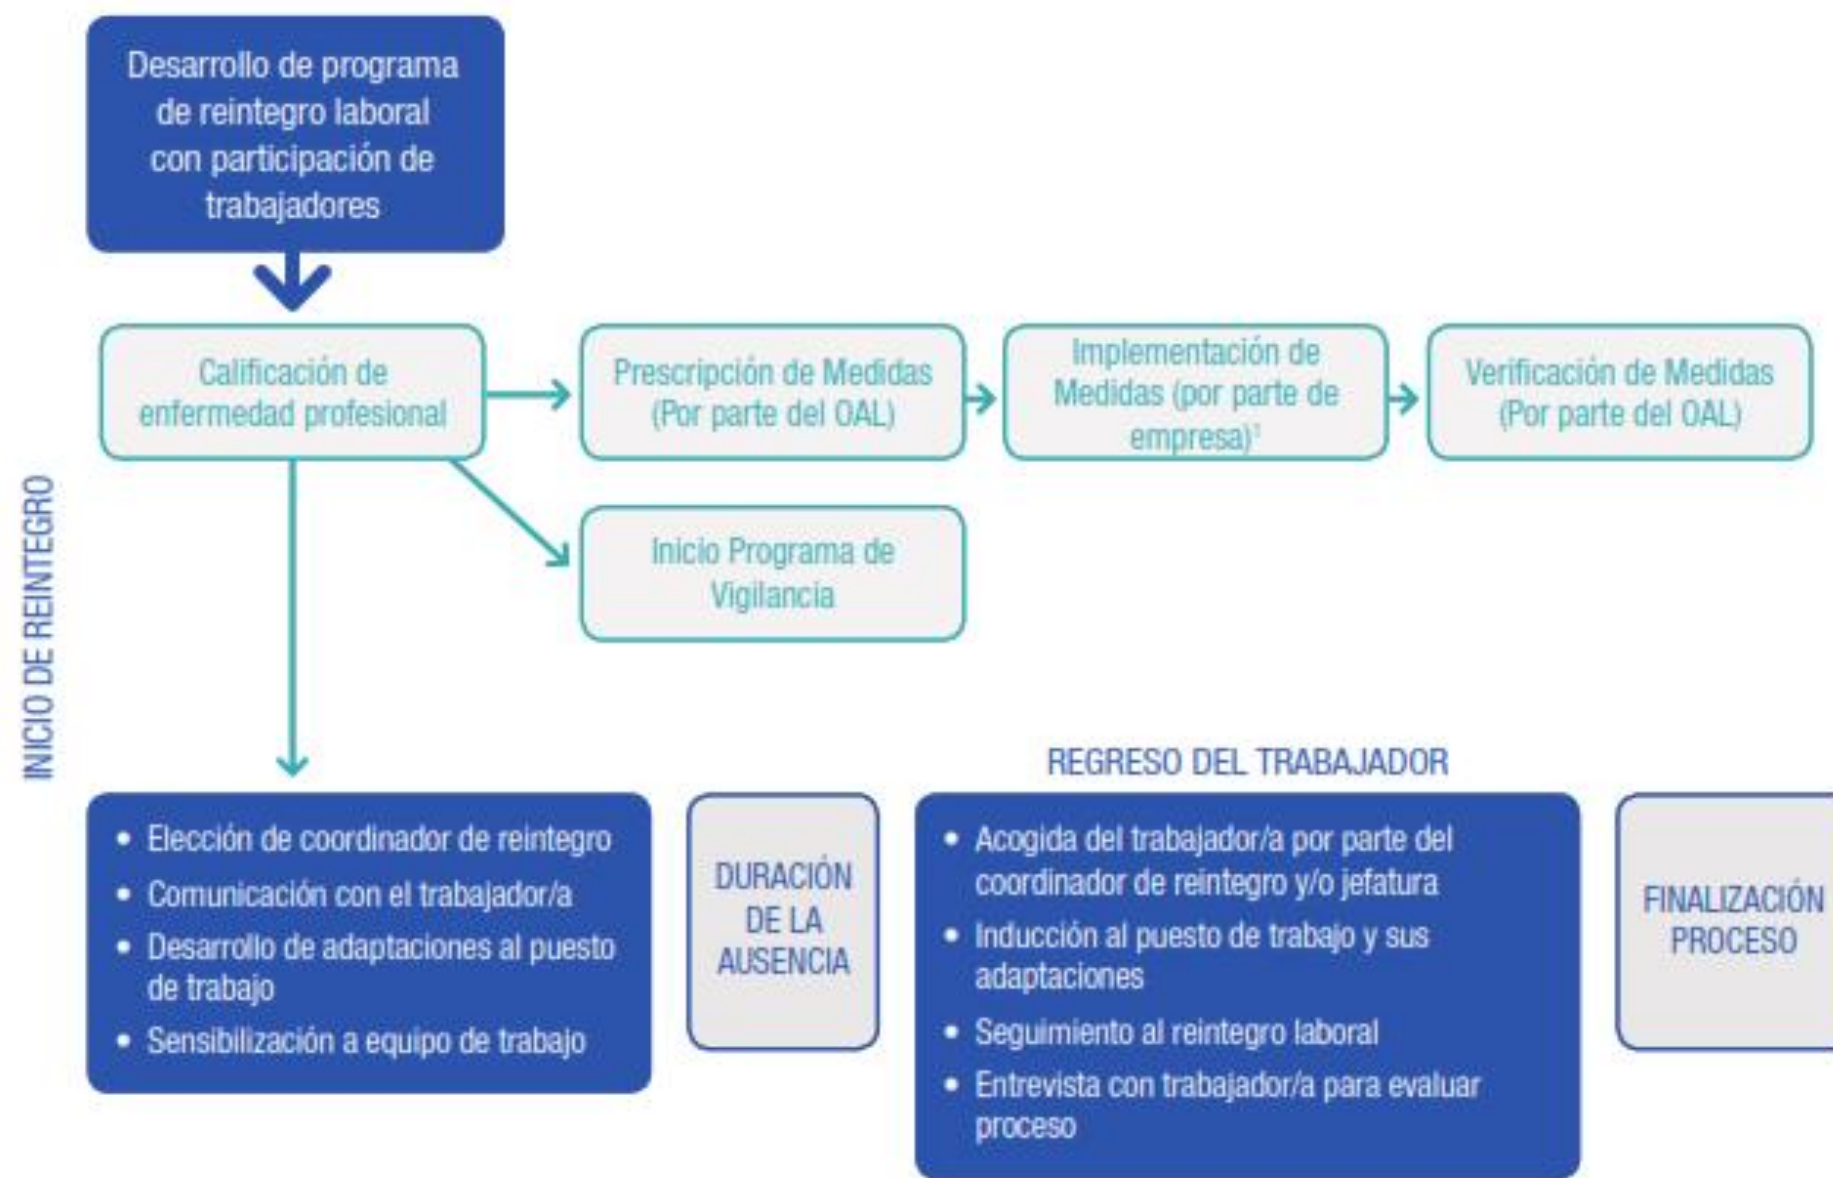 Desarrollo de programa
de reintegro laboral
con participación de
trabajadores
Calificación de
enfermedad profesional
Prescripción de Medidas
(Por parte del OAL)
Implementación de
Medidas (por parte de
empresa)¹
Verificación de Medidas
(Por parte del OAL)
Inicio Programa de
Vigilancia
INICIO DE REINTEGRO
• Elección de coordinador de reintegro
• Comunicación con el trabajador/a
• Desarrollo de adaptaciones al puesto
de trabajo
• Sensibilización a equipo de trabajo
DURACIÓN
DE LA
AUSENCIA
REGRESO DEL TRABAJADOR
• Acogida del trabajador/a por parte del
coordinador de reintegro y/o jefatura
• Inducción al puesto de trabajo y sus
adaptaciones
• Seguimiento al reintegro laboral
• Entrevista con trabajador/a para evaluar
proceso
FINALIZACIÓN
PROCESO